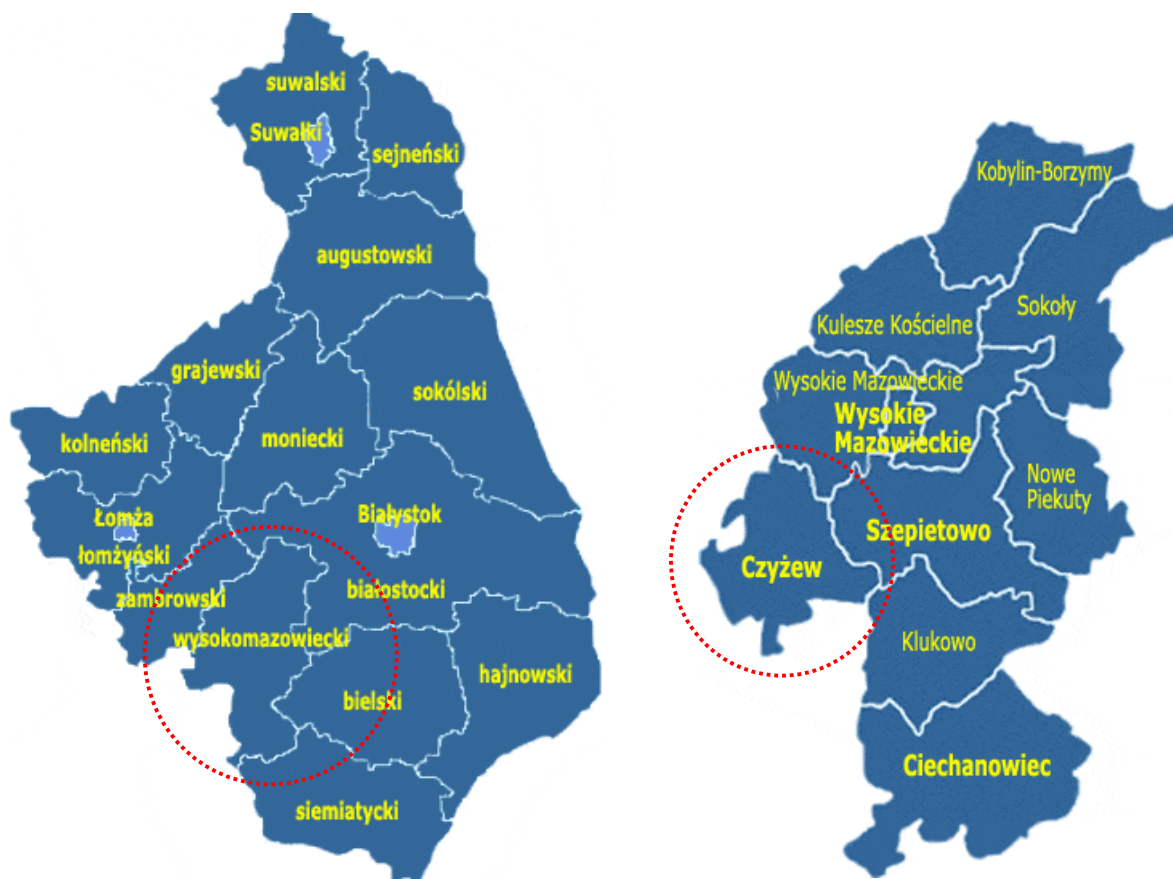 suwalski
Suwałki
sejneński
augustowski
grajewski
sokólski
kolneński
moniecki
Łomża
Białystok
łomżyński
zambrowski
białostocki
wysokomazowiecki
hajnowski
bielski
siemiatycki
Kobylin-Borzymy
Sokoły
Kulesze Kościelne
Wysokie Mazowieckie
Wysokie
Mazowieckie
Nowe
Piekuty
Szepietowo
Czyżew
Klukowo
Ciechanowiec